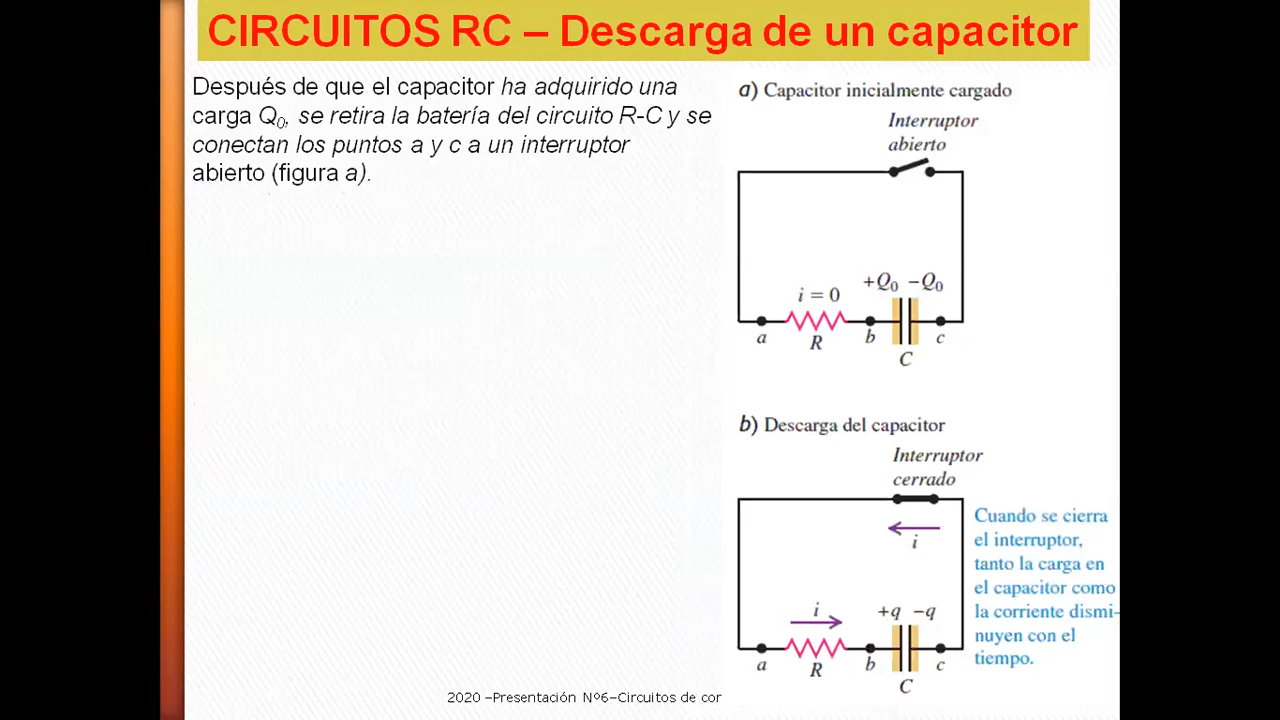 CIRCUITOS RC – Descarga de un capacitor
Después de que el capacitor ha adquirido una
carga Q₀, se retira la batería del circuito R-C y se
conectan los puntos a y c a un interruptor
abierto (figura a).
a) Capacitor inicialmente cargado
Interruptor
abierto
+Q₀ −Q₀
i = 0
a R b c
C
b) Descarga del capacitor
Interruptor
cerrado
i
Cuando se cierra
el interruptor,
tanto la carga en
el capacitor como
la corriente dismi-
nuyen con el
tiempo.
i +q −q
a R b c
C
2020 –Presentación Nº6–Circuitos de cor